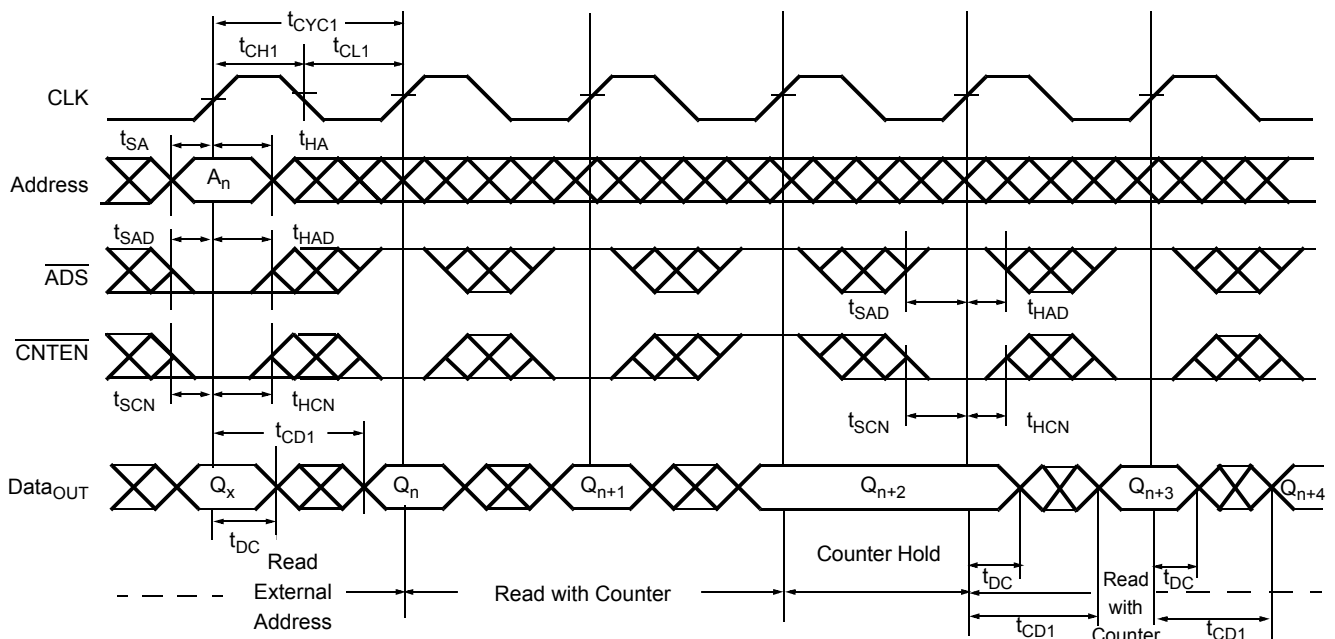 tCYC1
tCH1 tCL1
CLK
tSA tHA
Address An
tSAD tHAD
ADS
tSAD tHAD
CNTEN
tSCN tHCN
tSCN tHCN
tCD1
DataOUT Qx Qn Qn+1 Qn+2 Qn+3 Qn+4
tDC
Read
External
Address
Read with Counter
Counter Hold
tDC
tCD1
Read
with
Counter
tDC
tCD1